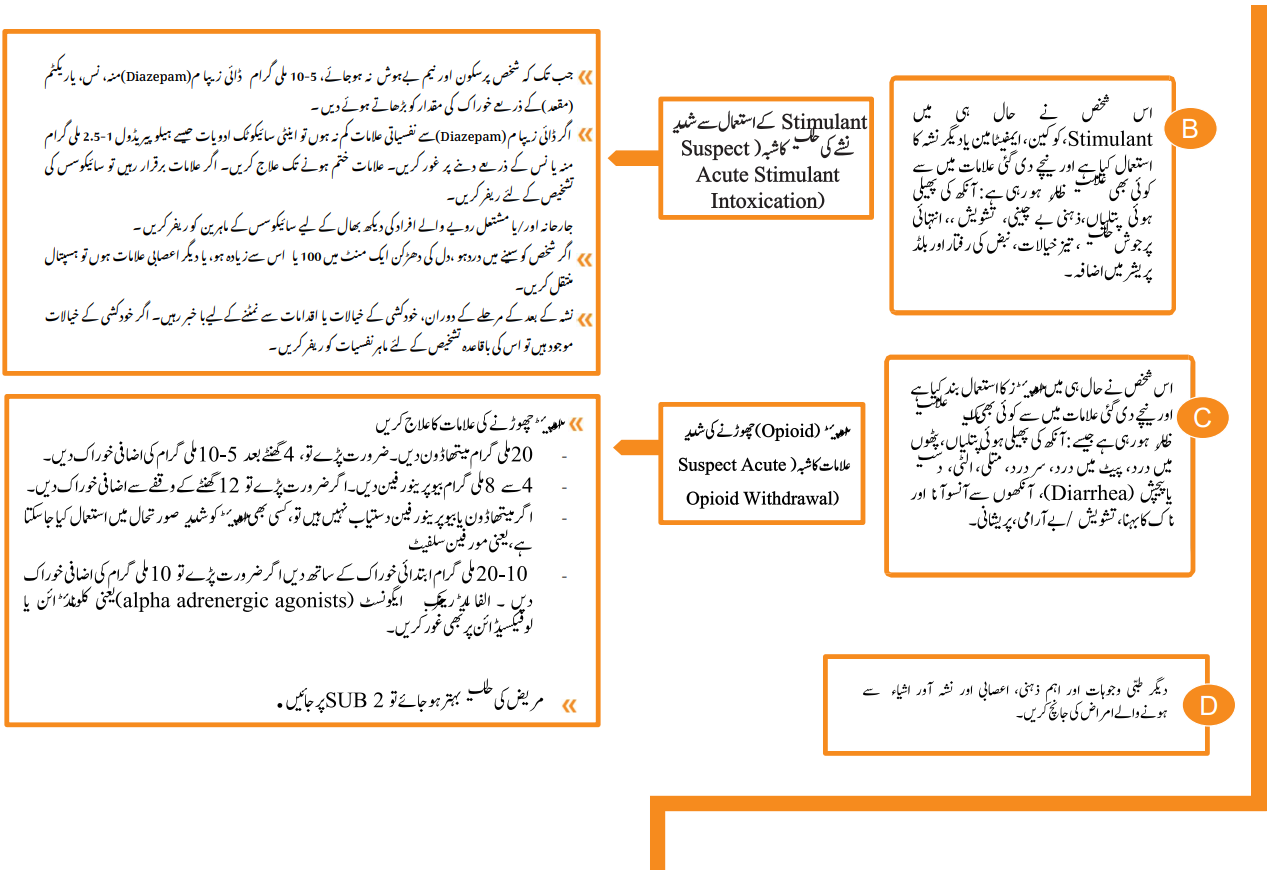 B
اس شخص نے حال ہی میں
Stimulant، کوکین، ایمفیٹامین یا دیگر نشہ کا
استعمال کیا ہے اور نیچے دی گئی علامات میں سے
کوئی بھی علامت ظاہر ہو رہی ہے: آنکھ کی پھیلی
ہوئی پتلیاں، ذہنی بے چینی، تشویش ،، انتہائی
پرجوش حالت ، تیز خیالات، نبض کی رفتار اور بلڈ
پریشر میں اضافہ۔
Stimulant کے استعمال سے شدید
نشے کی حالت کا شبہ( Suspect
Acute Stimulant
Intoxication)
» جب تک کہ شخص پرسکون اور نیم بے ہوش نہ ہوجائے، 5-10 ملی گرام ڈائی زیپا م(Diazepam)منہ، نس، یاریکٹم
(مقعد) کے ذریعے خوراک کی مقدار کو بڑھاتے ہوئے دیں ۔
» اگر ڈائی زیپا م (Diazepam)سے نفسیاتی علامات کم نہ ہوں تو اینٹی سائیکوٹک ادویات جیسے ہیلو پیریڈول 1-2.5 ملی گرام
منہ یا نس کے ذریعے دینے پر غور کریں۔ علامات ختم ہونے تک علاج کریں۔ اگر علامات برقرار رہیں تو سائیکوسس کی
تشخیص کے لئے ریفر کریں۔
جارحانہ اور/یا مشتعل رویے والے افراد کی دیکھ بھال کے لیے سائیکوسس کے ماہرین کو ریفر کریں ۔
» اگر شخص کو سینے میں درد ہو ،دل کی دھڑکن ایک منٹ میں 100 یا اس سے زیادہ ہو، یا دیگر اعصابی علامات ہوں تو ہسپتال
منتقل کریں۔
» نشہ کے بعد کے مرحلے کے دوران، خودکشی کے خیالات یا اقدامات سے نمٹنے کے لیے با خبر رہیں۔ اگر خودکشی کے خیالات
موجود ہیں تو اس کی باقاعدہ تشخیص کے لئے ماہر نفسیات کو ریفر کریں۔
C
اس شخص نے حال ہی میں کا استعمال بند کیا ہے
اور نیچے دی گئی علامات میں سے کوئی بھی ایک علامت
ظاہر ہو رہی ہے جیسے : آنکھ کی پھیلی ہوئی پتلیاں، پٹھوں
میں درد، پیٹ میں درد، سر درد، متلی، الٹی، دست
یا پیچش (Diarrhea)، آنکھوں سے آنسو آنا اور
ناک کا بہنا، تشویش / بے آرامی، پریشانی۔
(Opioid) چھوڑنے کی شدید
علامات کا شبہ( Suspect Acute
Opioid Withdrawal)
» چھوڑنے کی علامات کا علاج کریں
- 20 ملی گرام میتھاڈون دیں۔ ضرورت پڑے تو، 4 گھنٹے بعد 5-10 ملی گرام کی اضافی خوراک دیں۔
- 4 سے 8 ملی گرام بیوپرینورفین دیں۔ اگر ضرورت پڑے تو 12 گھنٹے کے وقفے سے اضافی خوراک دیں۔
- اگر میتھاڈون یا بیوپرینورفین دستیاب نہیں ہیں تو، کسی بھی کو شدید صورتحال میں استعمال کیا جاسکتا
ہے، یعنی مورفین سلفیٹ
- 10-20 ملی گرام ابتدائی خوراک کے ساتھ دیں اگر ضرورت پڑے تو 10 ملی گرام کی اضافی خوراک
دیں ۔ الفا ایگونسٹ (alpha adrenergic agonists) یعنی یا
لوفیکسیڈائن پر بھی غور کریں۔
» مریض کی حالت بہتر ہو جائے تو SUB 2 پر جائیں •
D
دیگر طبّی وجوہات اور اہم ذہنی، اعصابی اور نشہ آور اشیاء سے
ہونے والے امراض کی جانچ کریں۔